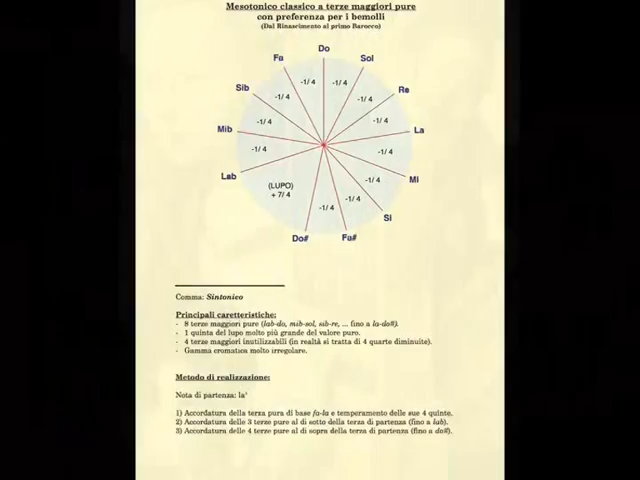 Mesotonico classico a terze maggiori pure
con preferenza per i bemolli
(Dal Rinascimento al primo Barocco)
Do
Fa
Sol
-1/ 4
-1/ 4
Sib
Re
-1/ 4
-1/ 4
-1/ 4
-1/ 4
Mib
La
-1/ 4
-1/ 4
Lab
MI
-1/ 4
(LUPO)
+ 7/ 4
-1/ 4
-1/ 4
Si
Do#
Fa#
Comma: Sintonico
Principali caretteristiche:
- 8 terze maggiori pure (lab-do, mib-sol, sib-re, ... fino a la-do#).
- 1 quinta del lupo molto più grande del valore puro.
- 4 terze maggiori inutilizzabili (in realtà si tratta di 4 quarte diminuite).
- Gamma cromatica molto irregolare.
Metodo di realizzazione:
Nota di partenza: la'
1) Accordatura della terza pura di base fa-la e temperamento delle sue 4 quinte.
2) Accordatura delle 3 terze pure al di sotto della terza di partenza (fino a lab).
3) Accordatura delle 4 terze pure al di sopra della terza di partenza (fino a do#).